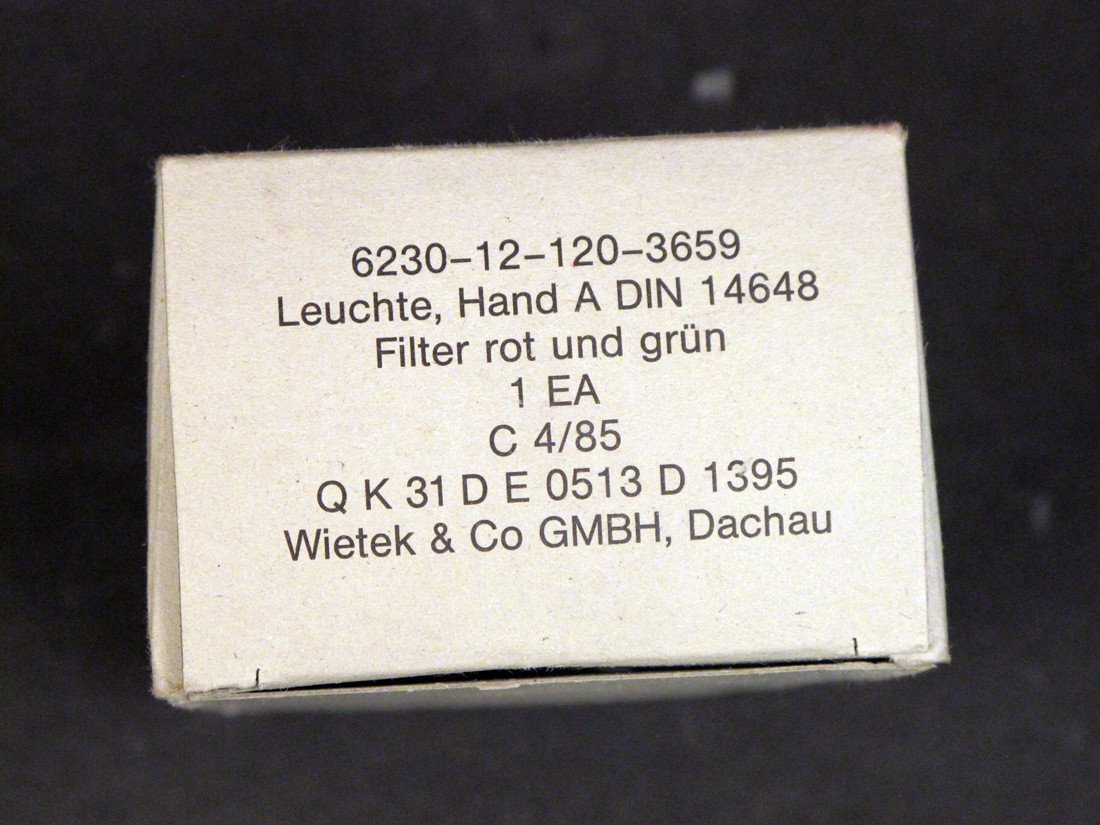 6230–12–120–3659
Leuchte, Hand A DIN 14648
Filter rot und grün
1 EA
C 4/85
Q K 31 D E 0513 D 1395
Wietek & Co GMBH, Dachau